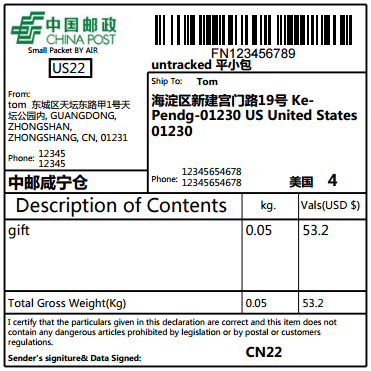 中国邮政
CHINA POST
Small Packet BY AIR
FN123456789
US22
untracked 平小包
From:
tom 东城区天坛东路甲1号天
坛公园内, GUANGDONG,
ZHONGSHAN,
ZHONGSHANG, CN, 01231
Phone: 12345
12345
Ship To: Tom
海淀区新建宫门路19号 Ke-
Pendg-01230 US United States
01230
Phone: 12345654678
12345654678
中邮咸宁仓
美国 4
Description of Contents kg. Vals(USD $)
gift 0.05 53.2
Total Gross Weight(Kg) 0.05 53.2
I certify that the particulars given in this declaration are correct and this item does not
contain any dangerous articles prohibited by legislation or by postal or customers
regulations.
Sender's signiture& Data Signed: CN22